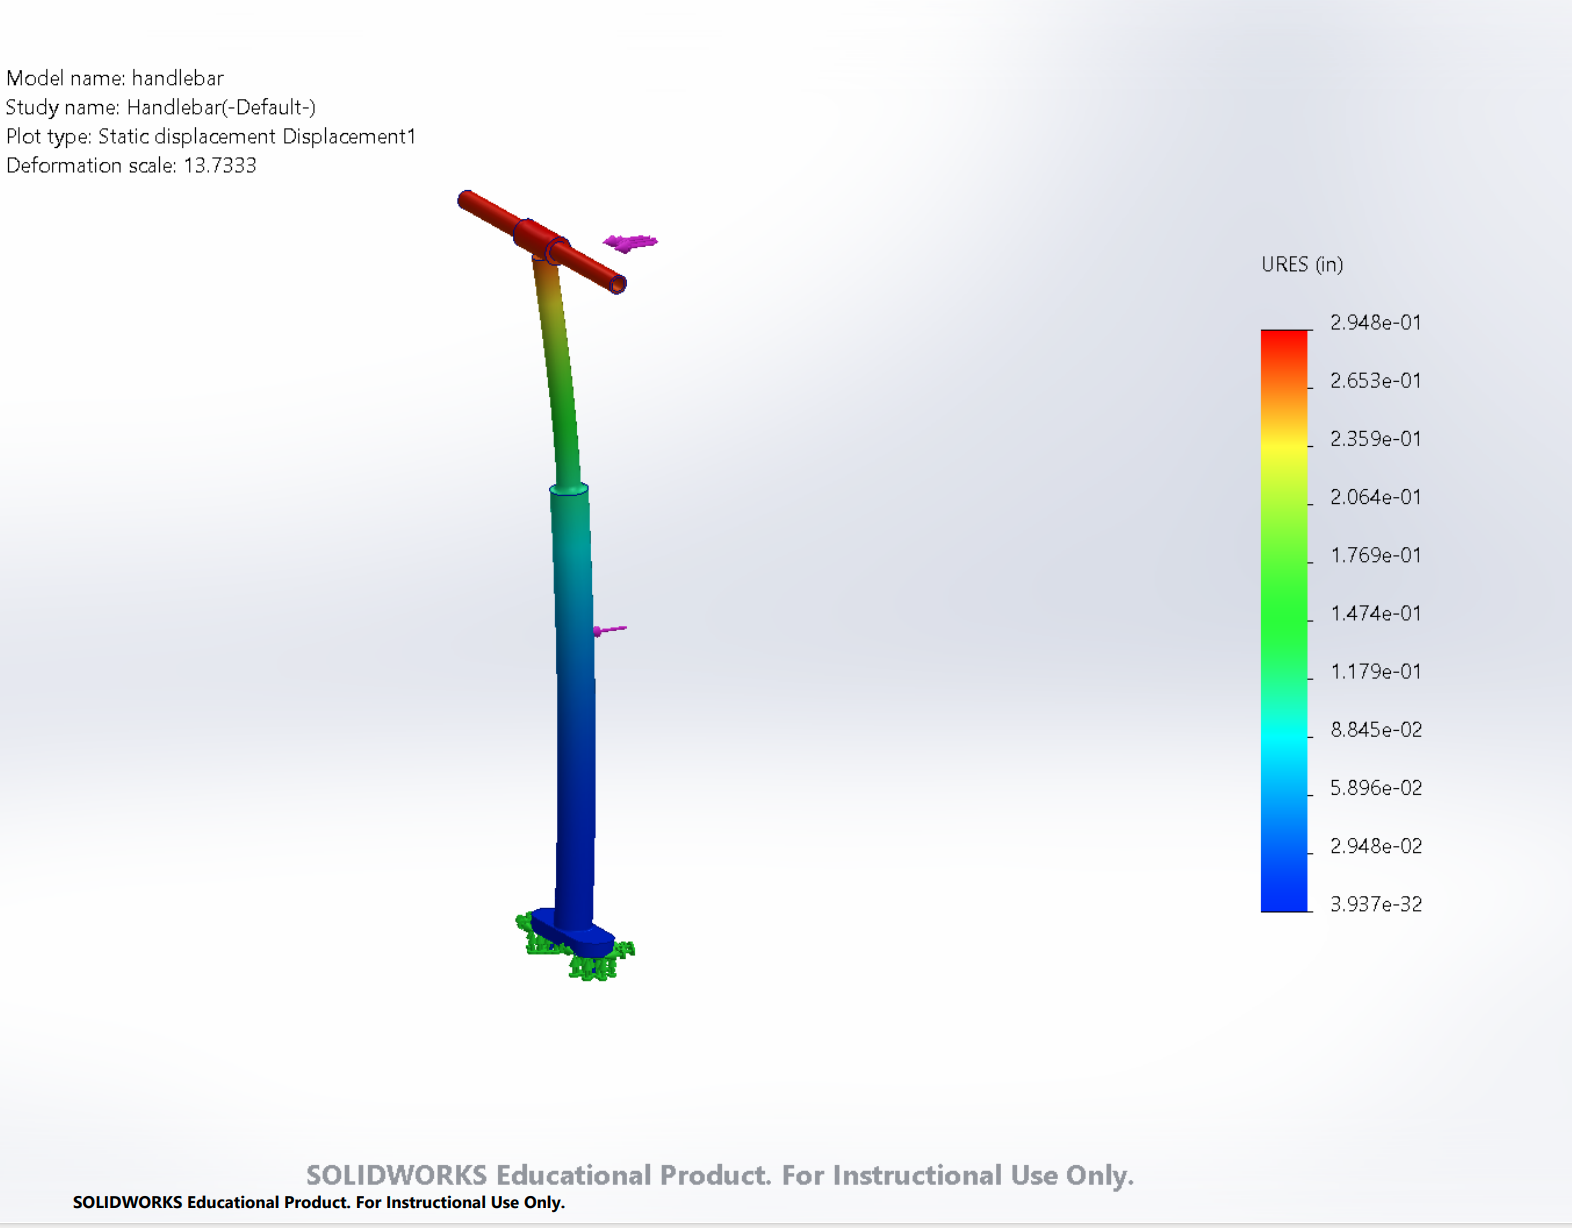 Model name: handlebar
Study name: Handlebar(-Default-)
Plot type: Static displacement Displacement1
Deformation scale: 13.7333
URES (in)
2.948e-01
2.653e-01
2.359e-01
2.064e-01
1.769e-01
1.474e-01
1.179e-01
8.845e-02
5.896e-02
2.948e-02
3.937e-32
SOLIDWORKS Educational Product. For Instructional Use Only.
SOLIDWORKS Educational Product. For Instructional Use Only.